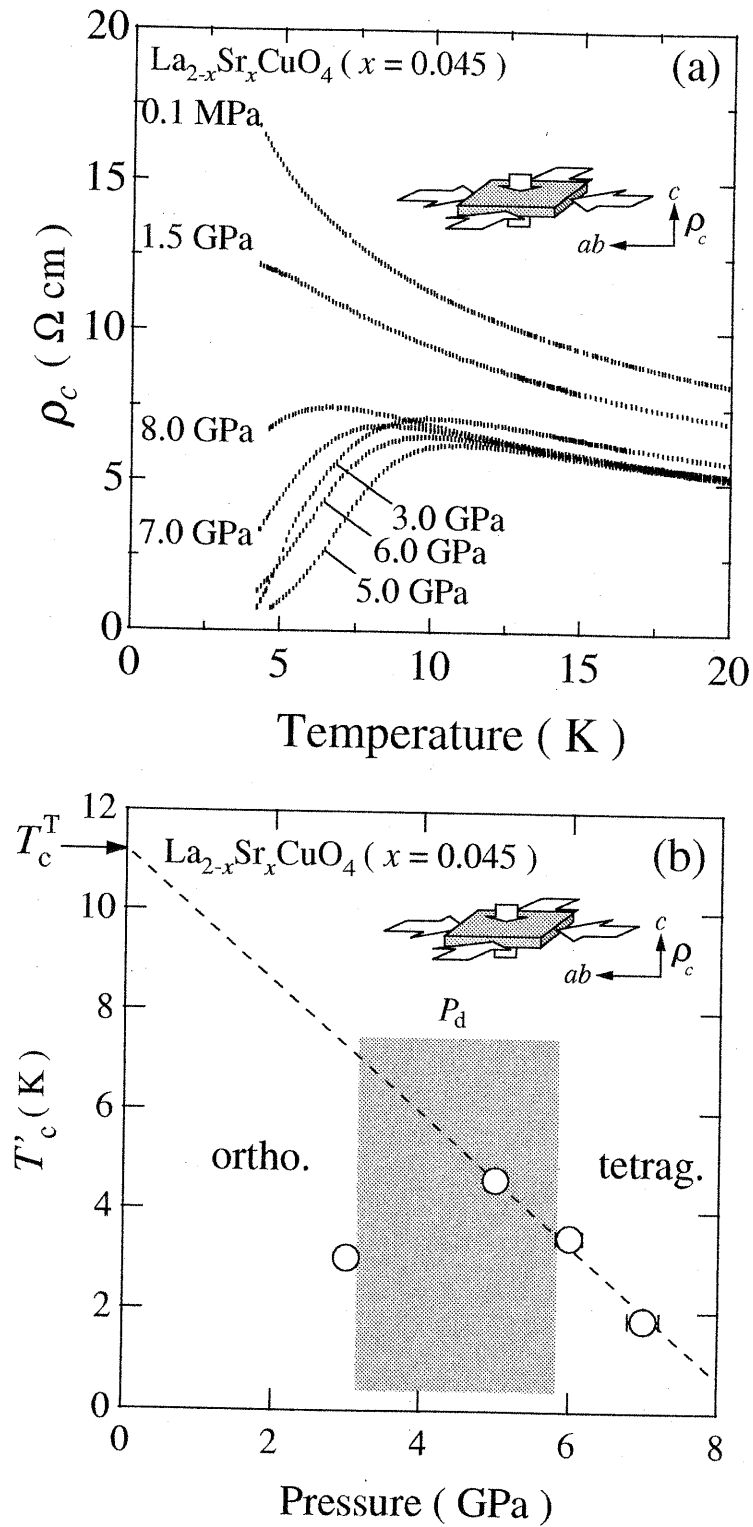 20
La2-xSrxCuO4 ( x = 0.045 )
(a)
0.1 MPa
15
c
1.5 GPa
ab
ρc
10
ρc ( Ω cm)
8.0 GPa
5
3.0 GPa
7.0 GPa
6.0 GPa
5.0 GPa
0
0 5 10 15 20
Temperature ( K )
12
TcT
La2-xSrxCuO4 ( x = 0.045 )
(b)
10
c
ab
ρc
8
Pd
T'c ( K )
6
ortho.
tetrag.
4
2
0
0 2 4 6 8
Pressure ( GPa )